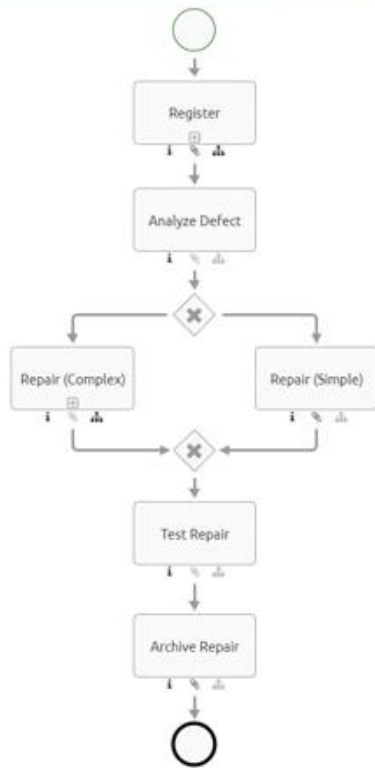 Register
Analyze Defect
Repair (Complex)
Repair (Simple)
Test Repair
Archive Repair